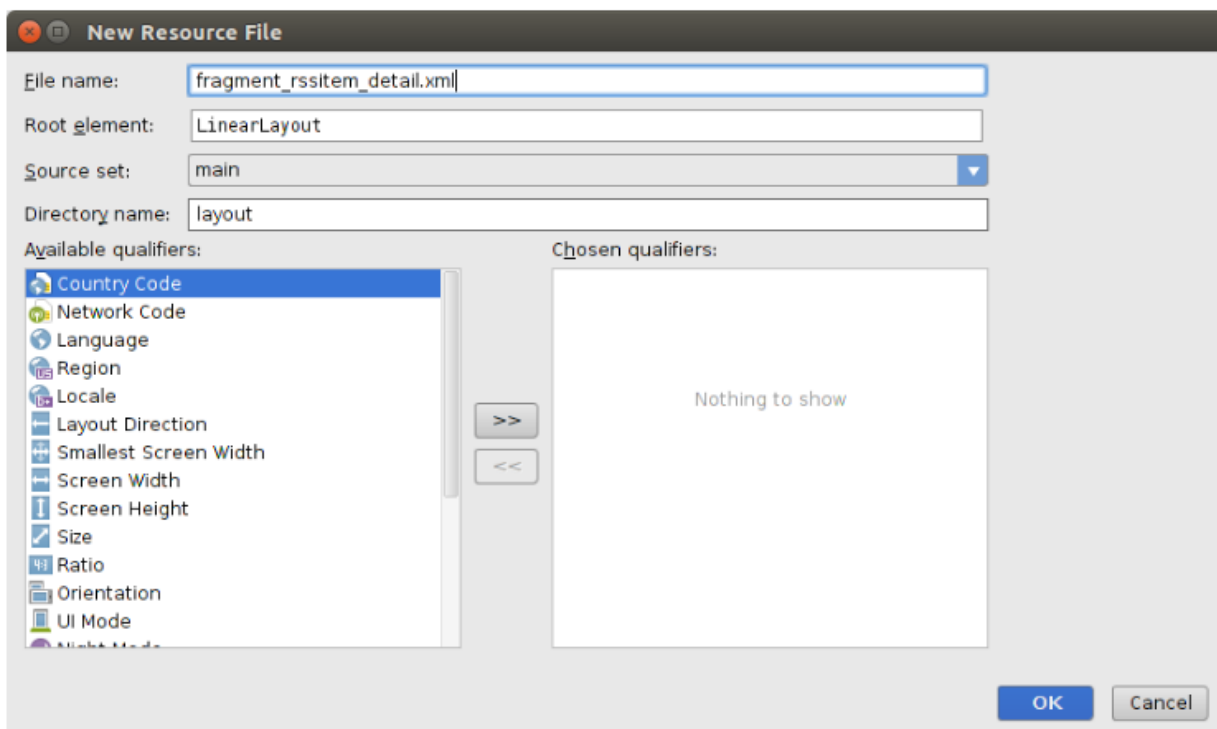 New Resource File
File name: fragment_rssitem_detail.xml
Root element: LinearLayout
Source set: main
Directory name: layout
Available qualifiers:
Country Code
Network Code
Language
Region
Locale
Layout Direction
Smallest Screen Width
Screen Width
Screen Height
Size
Ratio
Orientation
UI Mode
Night Mode
>>
<<
Chosen qualifiers:
Nothing to show
OK Cancel